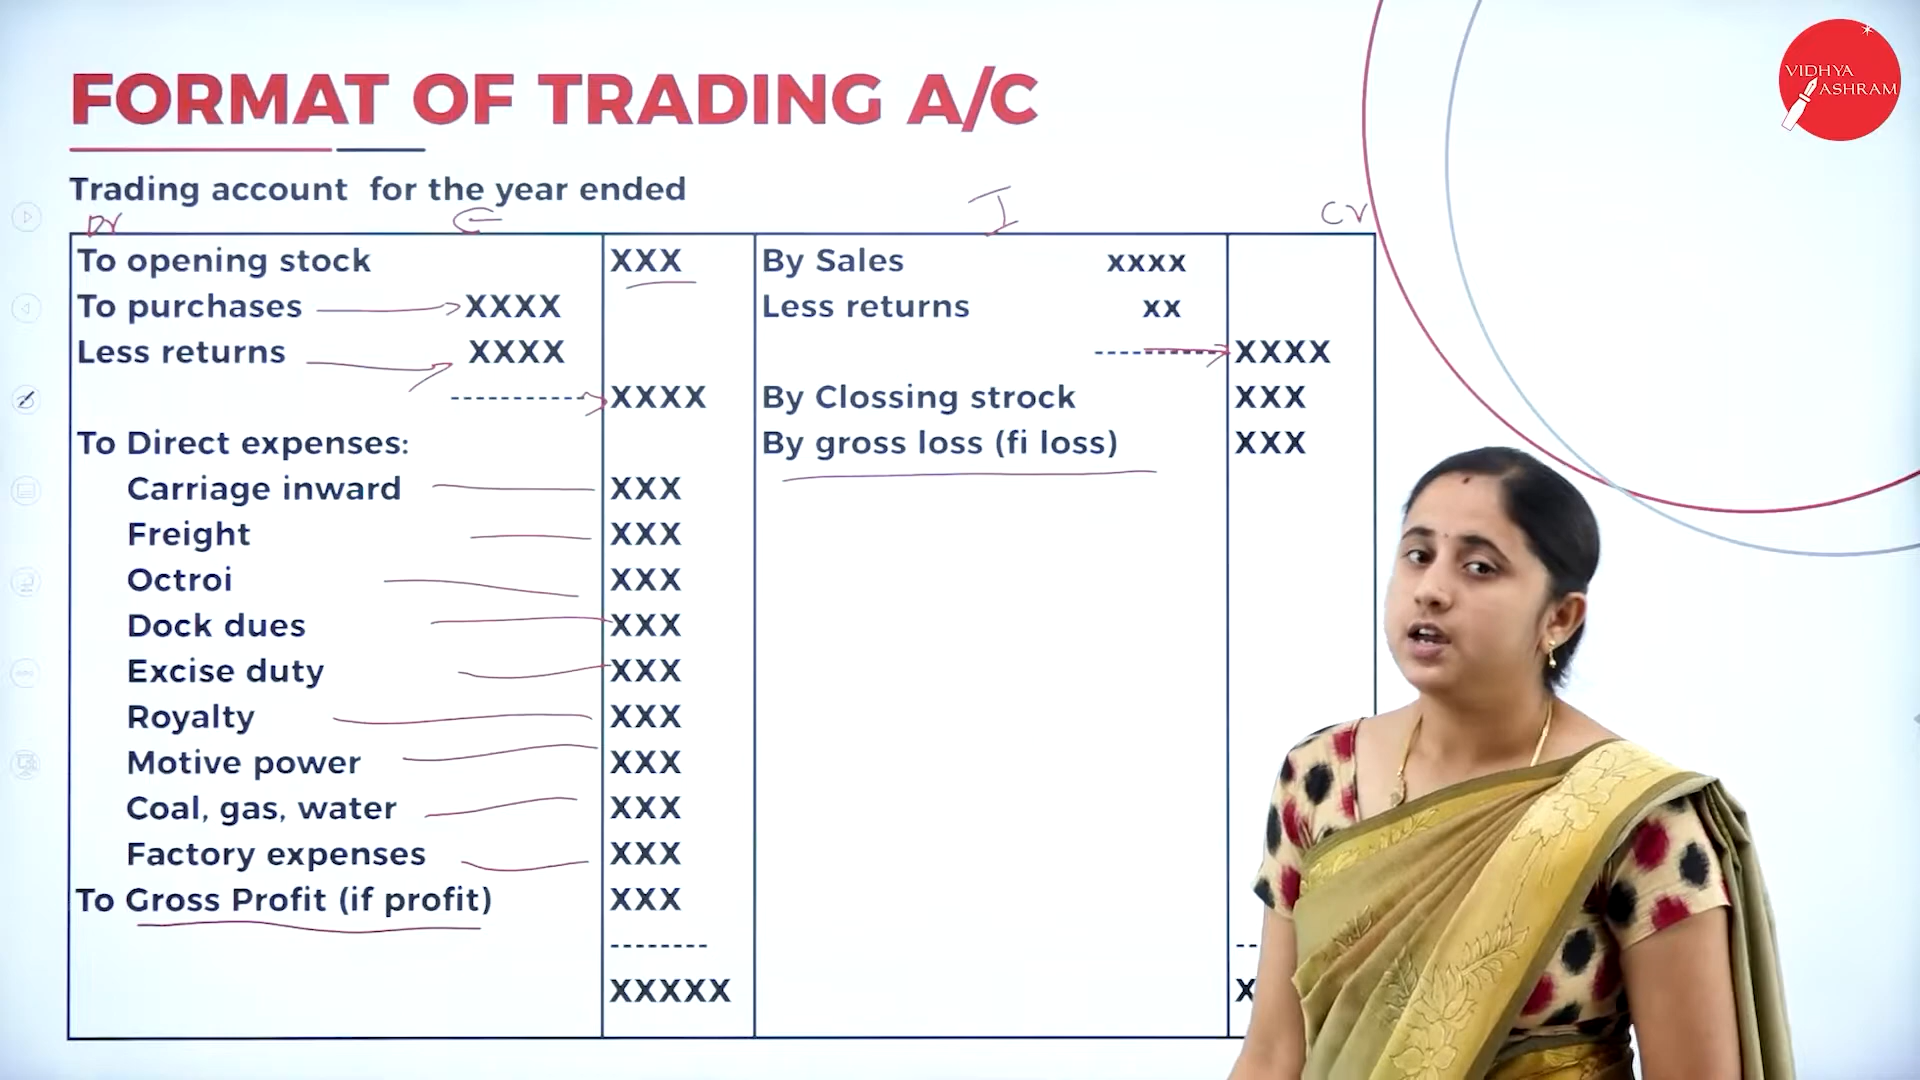 FORMAT OF TRADING A/C
VIDHYA
ASHRAM
Trading account for the year ended
Dr
E
I
Cr
To opening stock XXX By Sales xxxx
To purchases XXXX Less returns xx
Less returns XXXX XXXX
---------- XXXX By Clossing strock XXX
To Direct expenses: By gross loss (fi loss) XXX
Carriage inward XXX
Freight XXX
Octroi XXX
Dock dues XXX
Excise duty XXX
Royalty XXX
Motive power XXX
Coal, gas, water XXX
Factory expenses XXX
To Gross Profit (if profit) XXX
XXXXX X